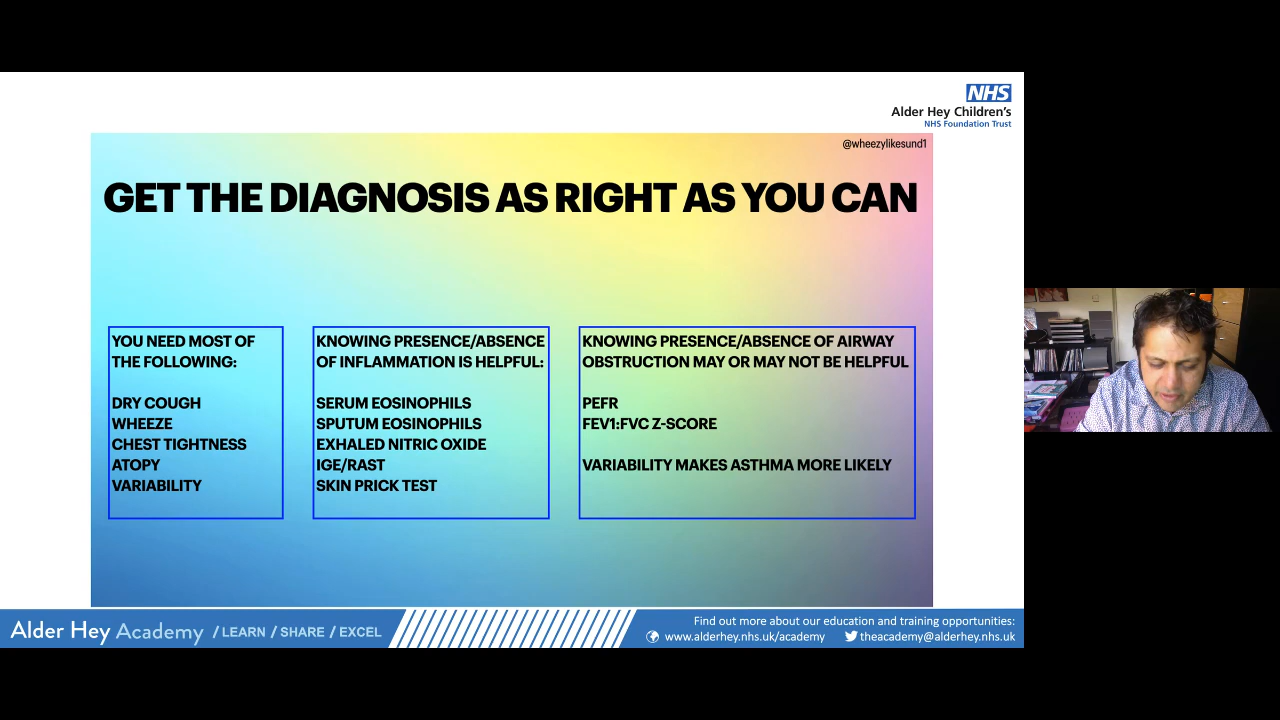 NHS
Alder Hey Children's
NHS Foundation Trust
@wheezylikesund1
GET THE DIAGNOSIS AS RIGHT AS YOU CAN
YOU NEED MOST OF
THE FOLLOWING:
DRY COUGH
WHEEZE
CHEST TIGHTNESS
ATOPY
VARIABILITY
KNOWING PRESENCE/ABSENCE
OF INFLAMMATION IS HELPFUL:
SERUM EOSINOPHILS
SPUTUM EOSINOPHILS
EXHALED NITRIC OXIDE
IGE/RAST
SKIN PRICK TEST
KNOWING PRESENCE/ABSENCE OF AIRWAY
OBSTRUCTION MAY OR MAY NOT BE HELPFUL
PEFR
FEV1:FVC Z-SCORE
VARIABILITY MAKES ASTHMA MORE LIKELY
Alder Hey Academy / LEARN / SHARE / EXCEL
Find out more about our education and training opportunities:
www.alderhey.nhs.uk/academy theacademy@alderhey.nhs.uk